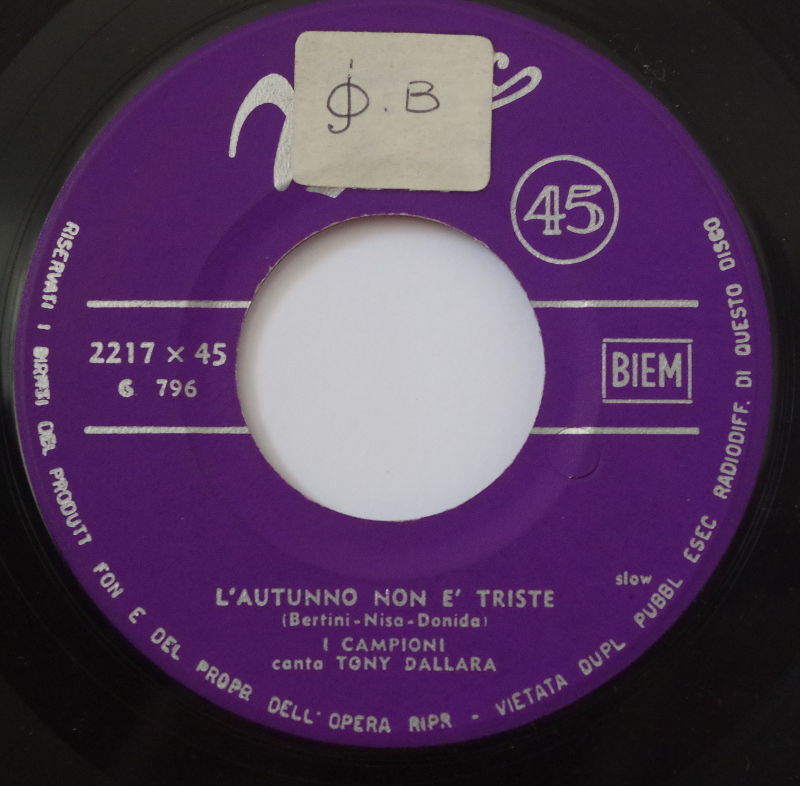 ɸ. B
45
2217 x 45
G 796
BIEM
slow
L'AUTUNNO NON E' TRISTE
(Bertini-Nisa-Donida)
I CAMPIONI
canta TONY DALLARA
RISERVATI I DIRITTI DEL PRODUTT FON E DEL PROPR DELL'OPERA RIPR - VIETATA DUPL PUBBL ESEC RADIODIFF. DI QUESTO DISCO